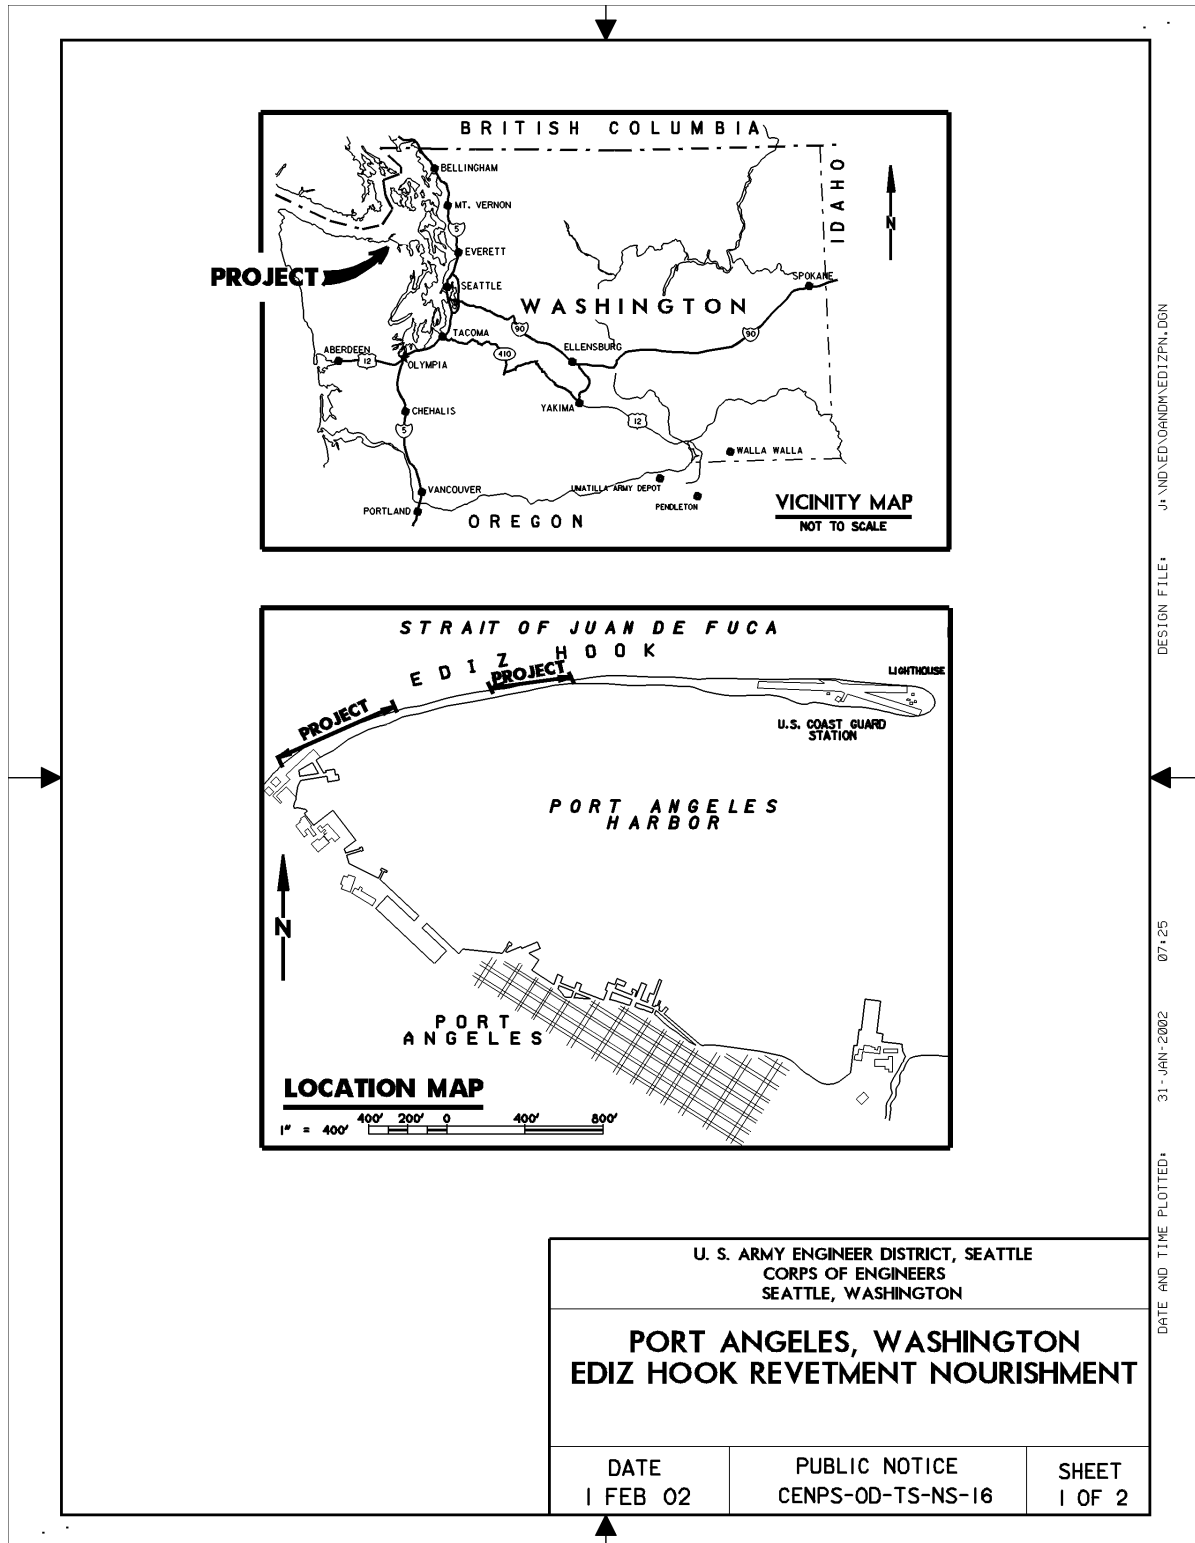 BRITISH COLUMBIA
BELLINGHAM
IDAHO
MT. VERNON
5
N
EVERETT
PROJECT
SPOKANE
SEATTLE
WASHINGTON
90
90
TACOMA
ABERDEEN
12
410
ELLENSBURG
OLYMPIA
CHEHALIS
YAKIMA
12
5
WALLA WALLA
VANCOUVER
UMATILLA ARMY DEPOT
PORTLAND
PENDLETON
OREGON
VICINITY MAP
NOT TO SCALE
STRAIT OF JUAN DE FUCA
EDIZ HOOK
PROJECT
LIGHTHOUSE
PROJECT
U.S. COAST GUARD
STATION
PORT ANGELES
HARBOR
N
PORT
ANGELES
LOCATION MAP
1" = 400'
400' 200' 0 400' 800'
U. S. ARMY ENGINEER DISTRICT, SEATTLE
CORPS OF ENGINEERS
SEATTLE, WASHINGTON
PORT ANGELES, WASHINGTON
EDIZ HOOK REVETMENT NOURISHMENT
DATE
1 FEB 02
PUBLIC NOTICE
CENPS-OD-TS-NS-16
SHEET
1 OF 2
DATE AND TIME PLOTTED: 31-JAN-2002 07:25 DESIGN FILE: J:\ND\ED\OANDM\EDIZPN.DGN